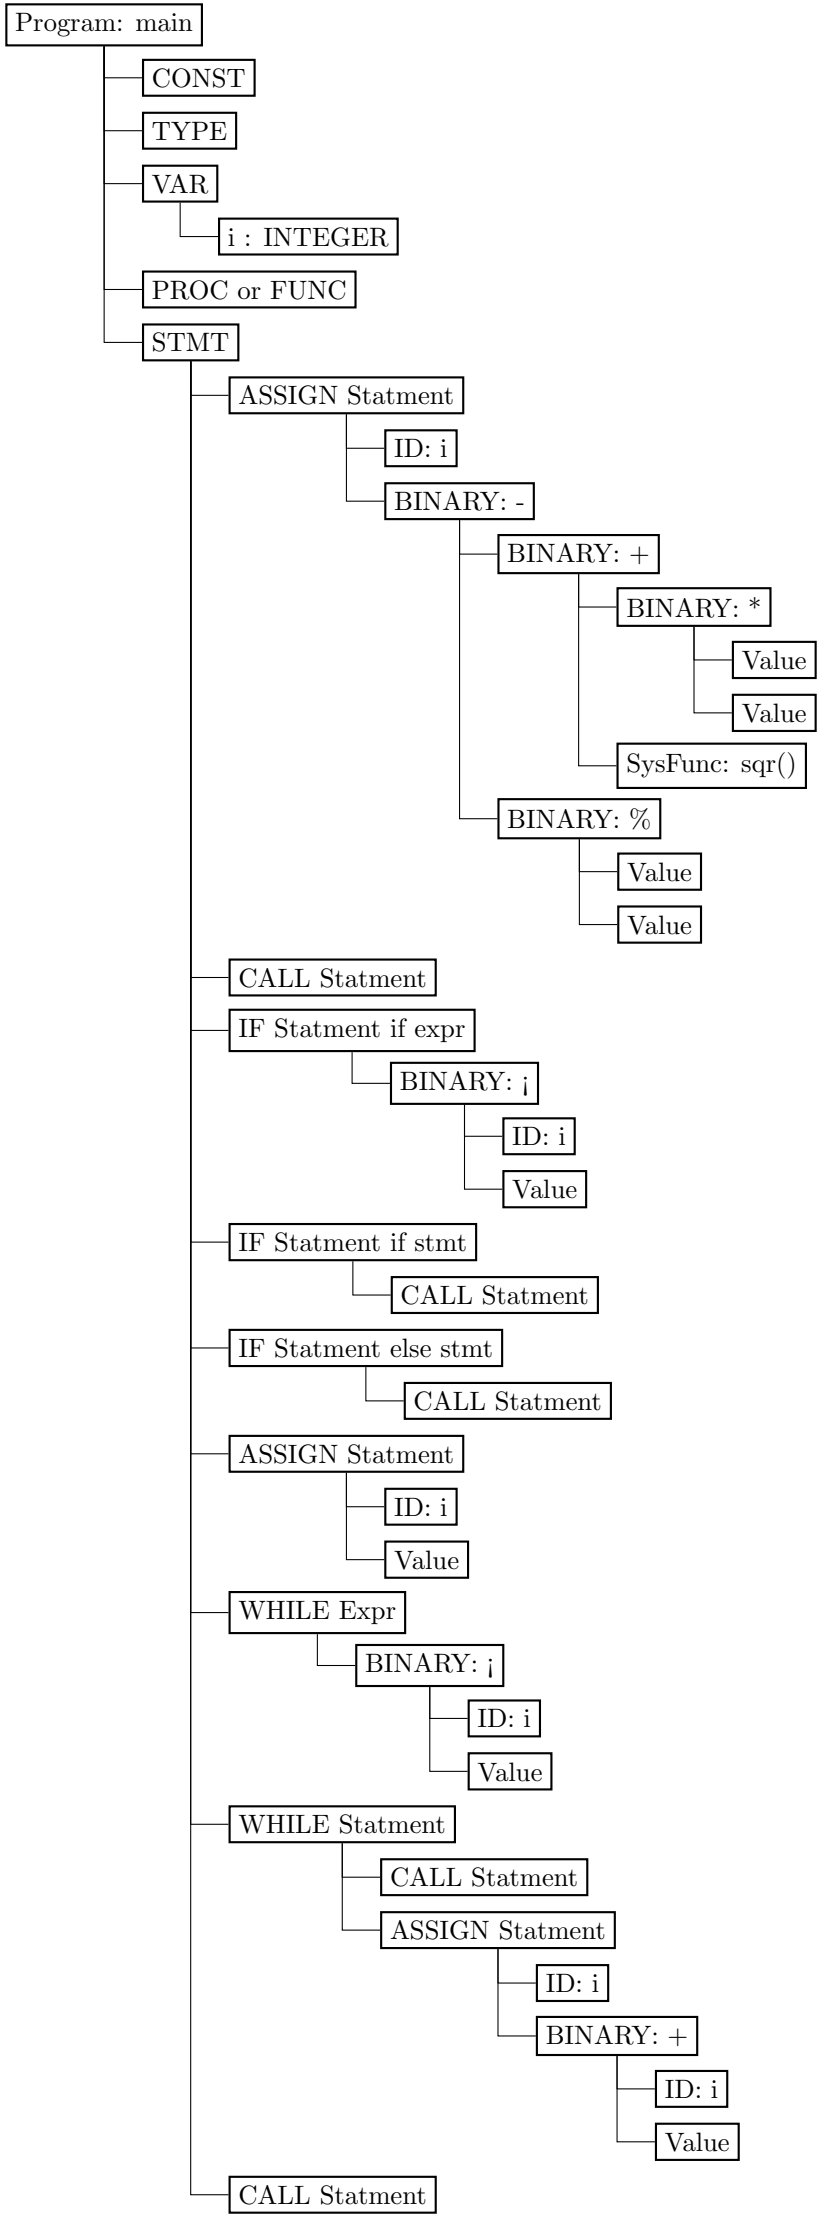 Program: main
CONST
TYPE
VAR
i : INTEGER
PROC or FUNC
STMT
ASSIGN Statment
ID: i
BINARY: -
BINARY: +
BINARY: *
Value
Value
SysFunc: sqr()
BINARY: %
Value
Value
CALL Statment
IF Statment if expr
BINARY: ¡
ID: i
Value
IF Statment if stmt
CALL Statment
IF Statment else stmt
CALL Statment
ASSIGN Statment
ID: i
Value
WHILE Expr
BINARY: ¡
ID: i
Value
WHILE Statment
CALL Statment
ASSIGN Statment
ID: i
BINARY: +
ID: i
Value
CALL Statment